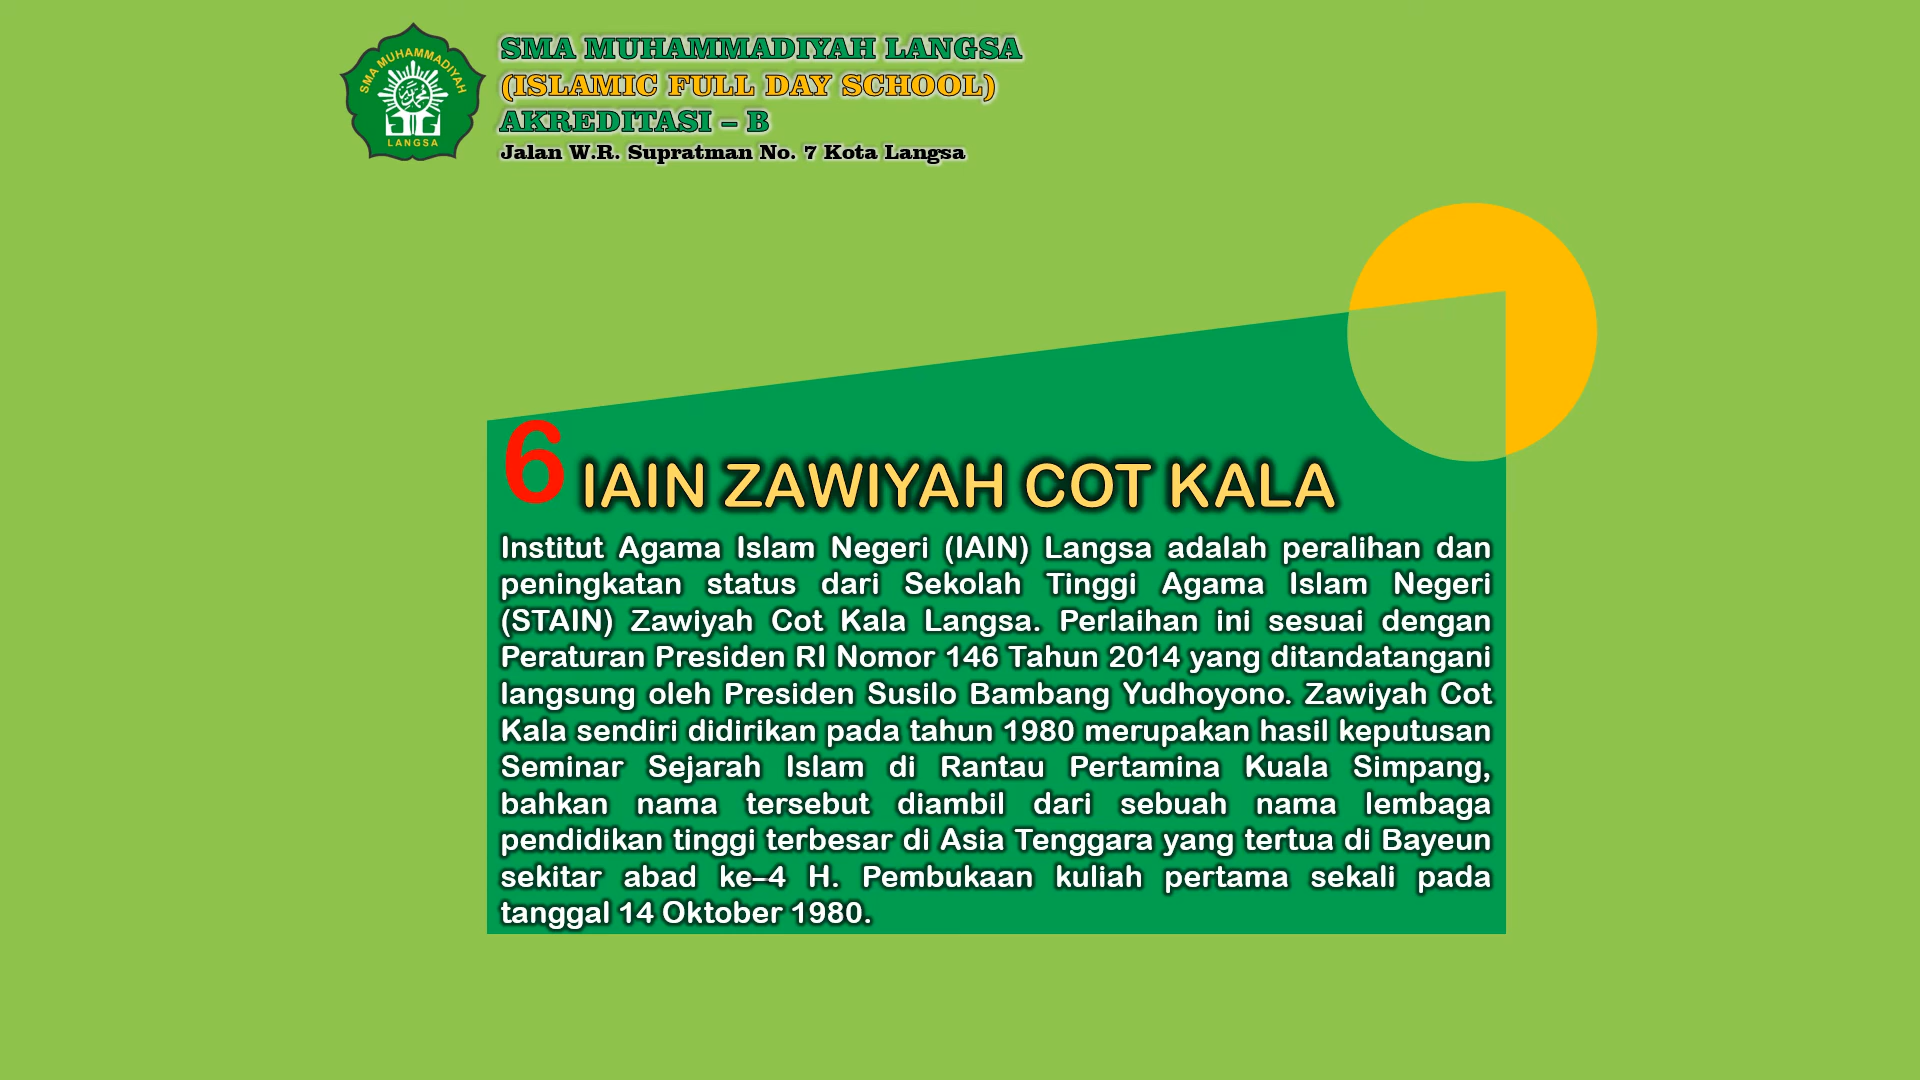 SMA MUHAMMADIYAH
LANGSA
SMA MUHAMMADIYAH LANGSA
(ISLAMIC FULL DAY SCHOOL)
AKREDITASI – B
Jalan W.R. Supratman No. 7 Kota Langsa
6 IAIN ZAWIYAH COT KALA
Institut Agama Islam Negeri (IAIN) Langsa adalah peralihan dan
peningkatan status dari Sekolah Tinggi Agama Islam Negeri
(STAIN) Zawiyah Cot Kala Langsa. Perlaihan ini sesuai dengan
Peraturan Presiden RI Nomor 146 Tahun 2014 yang ditandatangani
langsung oleh Presiden Susilo Bambang Yudhoyono. Zawiyah Cot
Kala sendiri didirikan pada tahun 1980 merupakan hasil keputusan
Seminar Sejarah Islam di Rantau Pertamina Kuala Simpang,
bahkan nama tersebut diambil dari sebuah nama lembaga
pendidikan tinggi terbesar di Asia Tenggara yang tertua di Bayeun
sekitar abad ke–4 H. Pembukaan kuliah pertama sekali pada
tanggal 14 Oktober 1980.